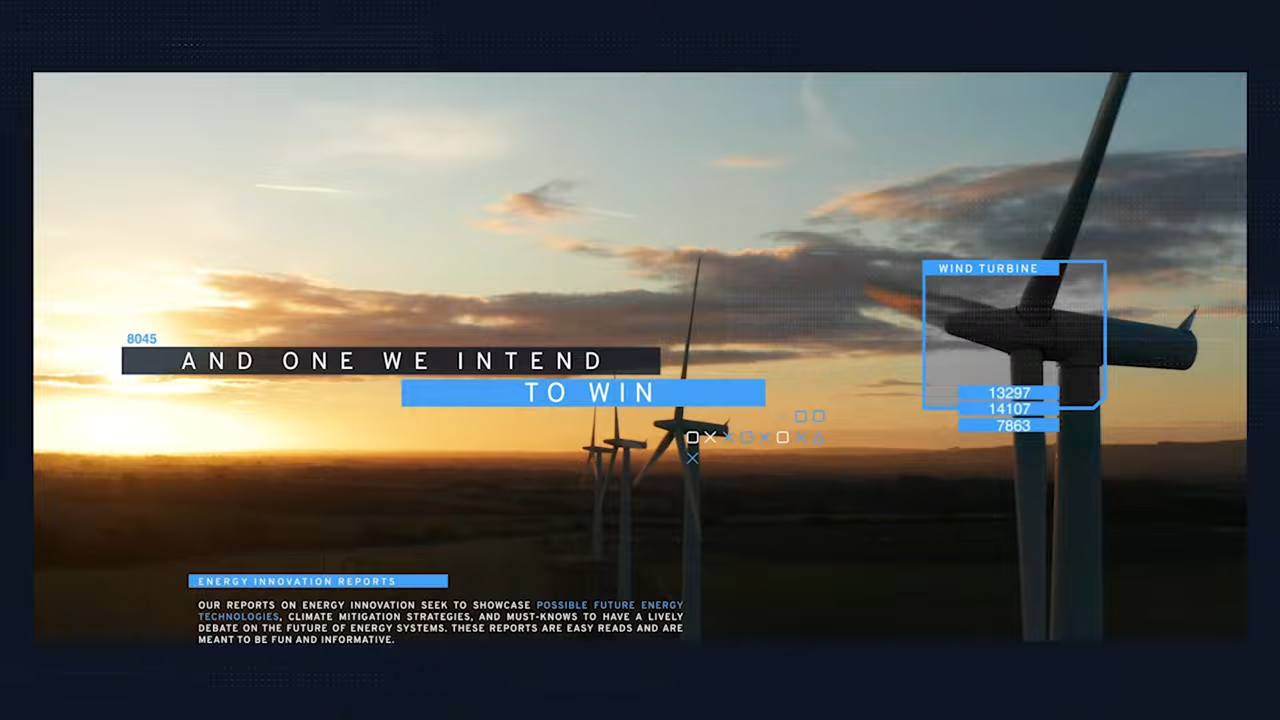 WIND TURBINE
8045
AND ONE WE INTEND
TO WIN
13297
14107
7863
ENERGY INNOVATION REPORTS
OUR REPORTS ON ENERGY INNOVATION SEEK TO SHOWCASE POSSIBLE FUTURE ENERGY
TECHNOLOGIES, CLIMATE MITIGATION STRATEGIES, AND MUST-KNOWS TO HAVE A LIVELY
DEBATE ON THE FUTURE OF ENERGY SYSTEMS. THESE REPORTS ARE EASY READS AND ARE
MEANT TO BE FUN AND INFORMATIVE.